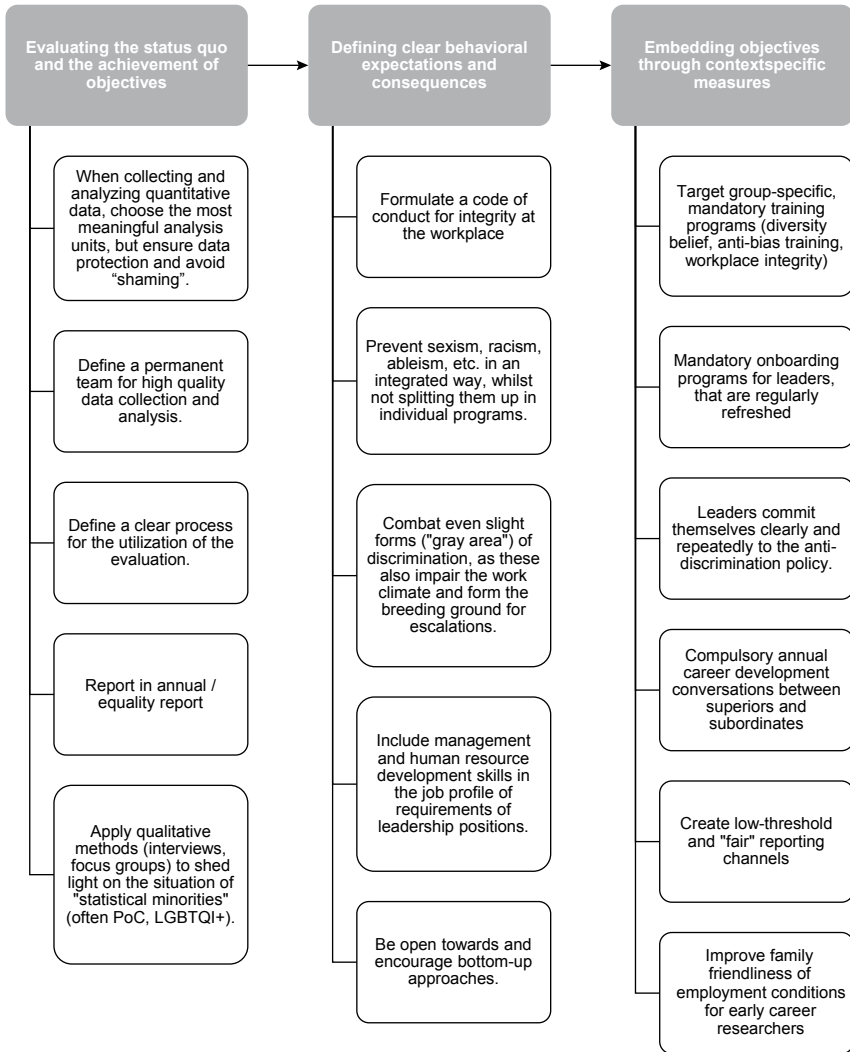 Evaluating the status quo
and the achievement of
objectives
When collecting and
analyzing quantitative
data, choose the most
meaningful analysis
units, but ensure data
protection and avoid
“shaming”.
Define a permanent
team for high quality
data collection and
analysis.
Define a clear process
for the utilization of the
evaluation.
Report in annual /
equality report
Apply qualitative
methods (interviews,
focus groups) to shed
light on the situation of
"statistical minorities"
(often PoC, LGBTQI+).
Defining clear behavioral
expectations and
consequences
Formulate a code of
conduct for integrity at
the workplace
Prevent sexism, racism,
ableism, etc. in an
integrated way, whilst
not splitting them up in
individual programs.
Combat even slight
forms ("gray area") of
discrimination, as these
also impair the work
climate and form the
breeding ground for
escalations.
Include management
and human resource
development skills in
the job profile of
requirements of
leadership positions.
Be open towards and
encourage bottom-up
approaches.
Embedding objectives
through contextspecific
measures
Target group-specific,
mandatory training
programs (diversity
belief, anti-bias training,
workplace integrity)
Mandatory onboarding
programs for leaders,
that are regularly
refreshed
Leaders commit
themselves clearly and
repeatedly to the anti-
discrimination policy.
Compulsory annual
career development
conversations between
superiors and
subordinates
Create low-threshold
and "fair" reporting
channels
Improve family
friendliness of
employment conditions
for early career
researchers